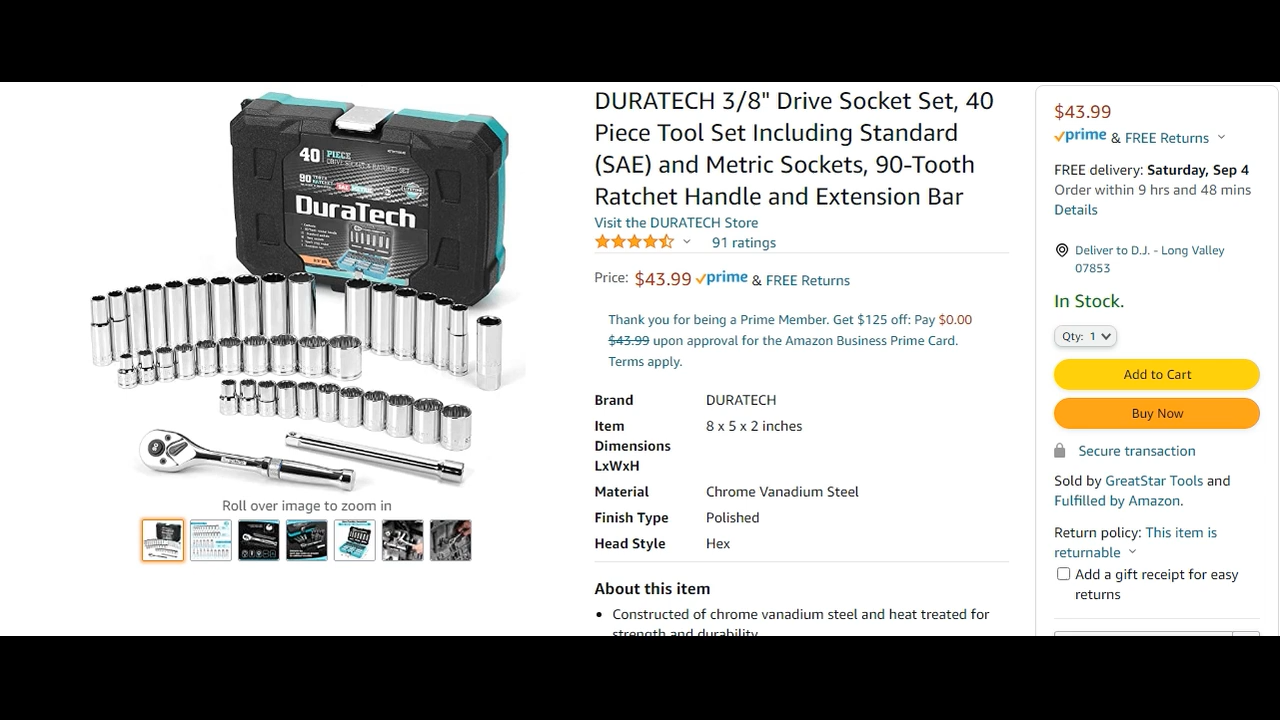 40 PIECE
DRIVE SOCKET & RATCHET SET
90
DURATECH
DURATECH 3/8" Drive Socket Set, 40
Piece Tool Set Including Standard
(SAE) and Metric Sockets, 90-Tooth
Ratchet Handle and Extension Bar
Visit the DURATECH Store
91 ratings
Price: $43.99 prime & FREE Returns
Thank you for being a Prime Member. Get $125 off: Pay $0.00
$43.99 upon approval for the Amazon Business Prime Card.
Terms apply.
Brand DURATECH
Item
Dimensions
LxWxH
8 x 5 x 2 inches
Material Chrome Vanadium Steel
Finish Type Polished
Head Style Hex
About this item
• Constructed of chrome vanadium steel and heat treated for
strength and durability
Roll over image to zoom in
$43.99
prime & FREE Returns
FREE delivery: Saturday, Sep 4
Order within 9 hrs and 48 mins
Details
Deliver to D.J. - Long Valley
07853
In Stock.
Qty: 1
Add to Cart
Buy Now
Secure transaction
Sold by GreatStar Tools and
Fulfilled by Amazon.
Return policy: This item is
returnable
Add a gift receipt for easy
returns